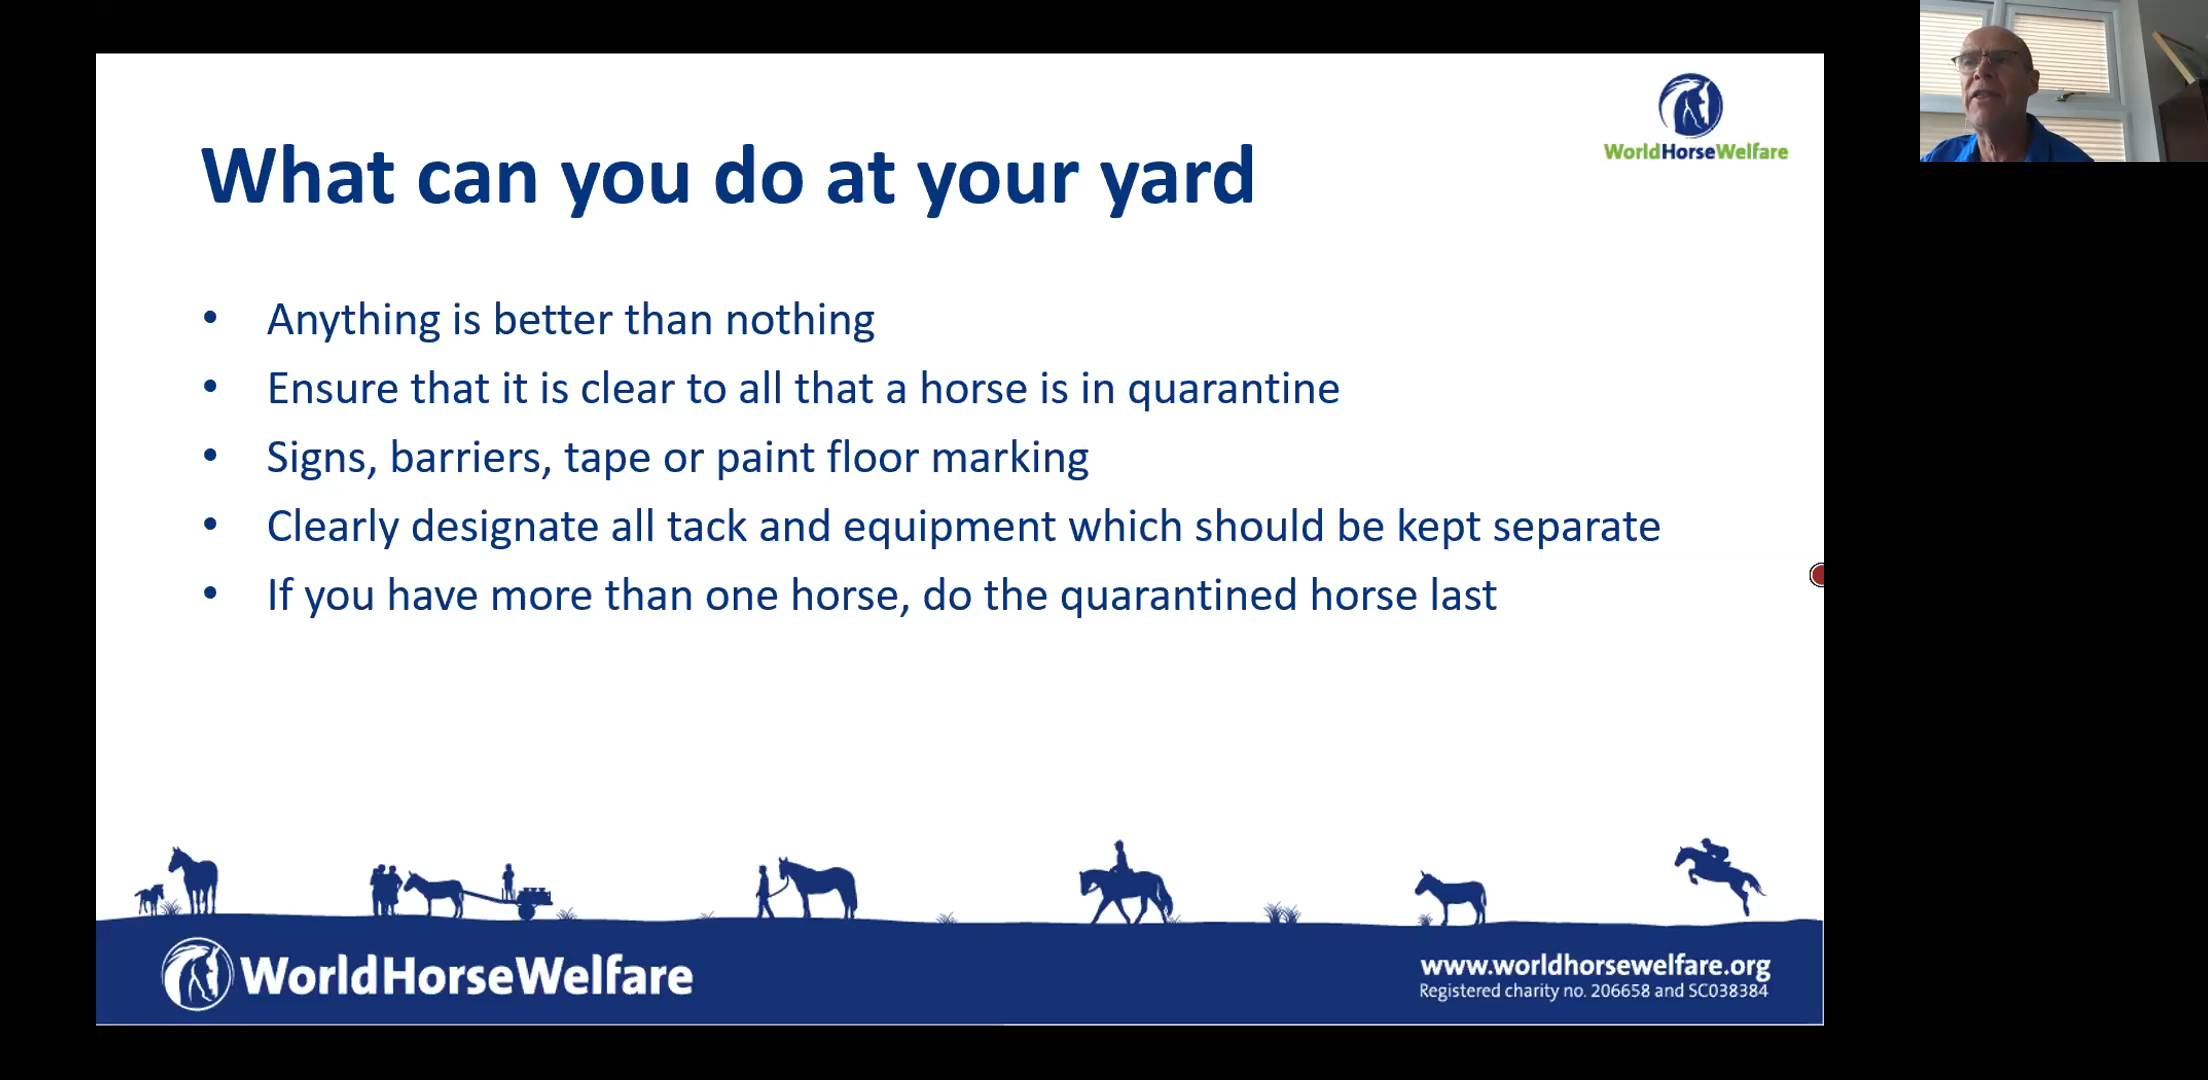 WorldHorseWelfare
What can you do at your yard
• Anything is better than nothing
• Ensure that it is clear to all that a horse is in quarantine
• Signs, barriers, tape or paint floor marking
• Clearly designate all tack and equipment which should be kept separate
• If you have more than one horse, do the quarantined horse last
WorldHorseWelfare
www.worldhorsewelfare.org
Registered charity no. 206658 and SC038384